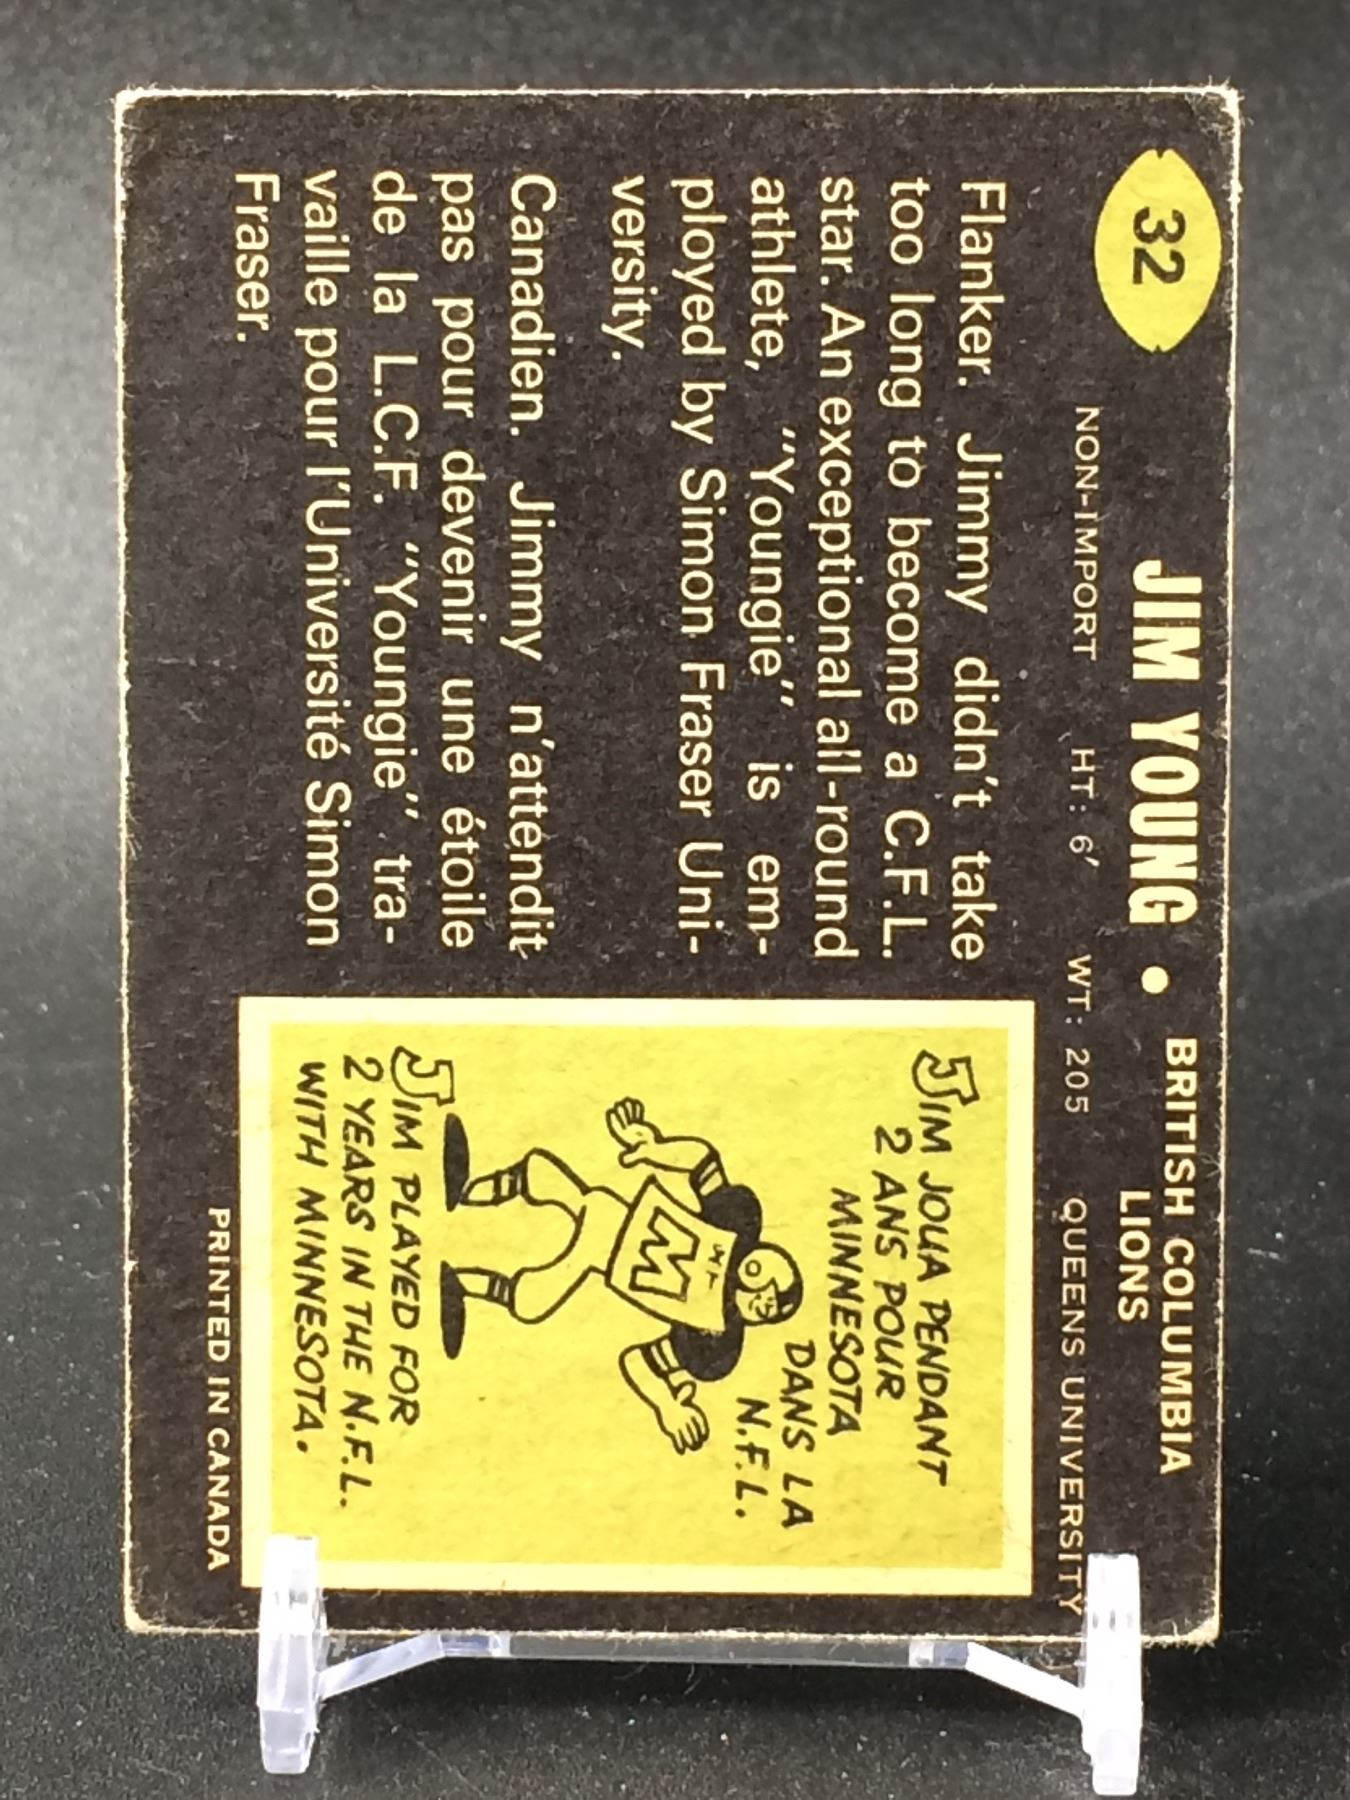 32
JIM YOUNG • BRITISH COLUMBIA
LIONS
NON-IMPORT HT: 6' WT: 205 QUEENS UNIVERSITY
Flanker. Jimmy didn't take
too long to become a C.F.L.
star. An exceptional all-round
athlete, "Youngie" is em-
ployed by Simon Fraser Uni-
versity.
Canadien. Jimmy n'attendit
pas pour devenir une étoile
de la L.C.F. "Youngie" tra-
vaille pour l'Université Simon
Fraser.
JIM JOUA PENDANT
2 ANS POUR
MINNESOTA
DANS LA
N.F.L.
M
JIM PLAYED FOR
2 YEARS IN THE N.F.L.
WITH MINNESOTA.
PRINTED IN CANADA